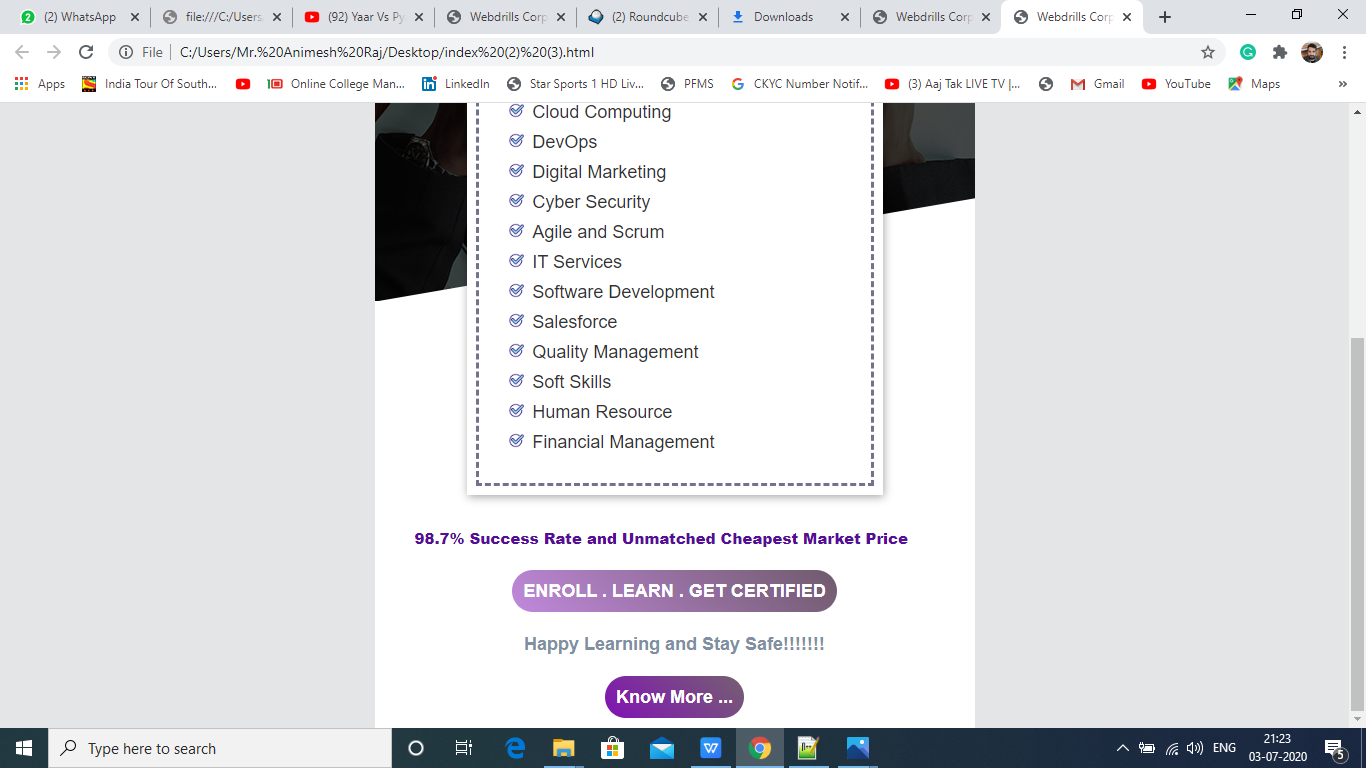 (2) WhatsApp
file:///C:/Users
(92) Yaar Vs Py
Webdrills Corp
(2) Roundcube
Downloads
Webdrills Corp
Webdrills Corp
File
C:/Users/Mr.%20Animesh%20Raj/Desktop/index%20(2)%20(3).html
Apps
India Tour Of South...
Online College Man...
LinkedIn
Star Sports 1 HD Liv...
PFMS
CKYC Number Notif...
(3) Aaj Tak LIVE TV |...
Gmail
YouTube
Maps
Cloud Computing
DevOps
Digital Marketing
Cyber Security
Agile and Scrum
IT Services
Software Development
Salesforce
Quality Management
Soft Skills
Human Resource
Financial Management
98.7% Success Rate and Unmatched Cheapest Market Price
ENROLL . LEARN . GET CERTIFIED
Happy Learning and Stay Safe!!!!!!!
Know More ...
Type here to search
ENG
21:23
03-07-2020
5